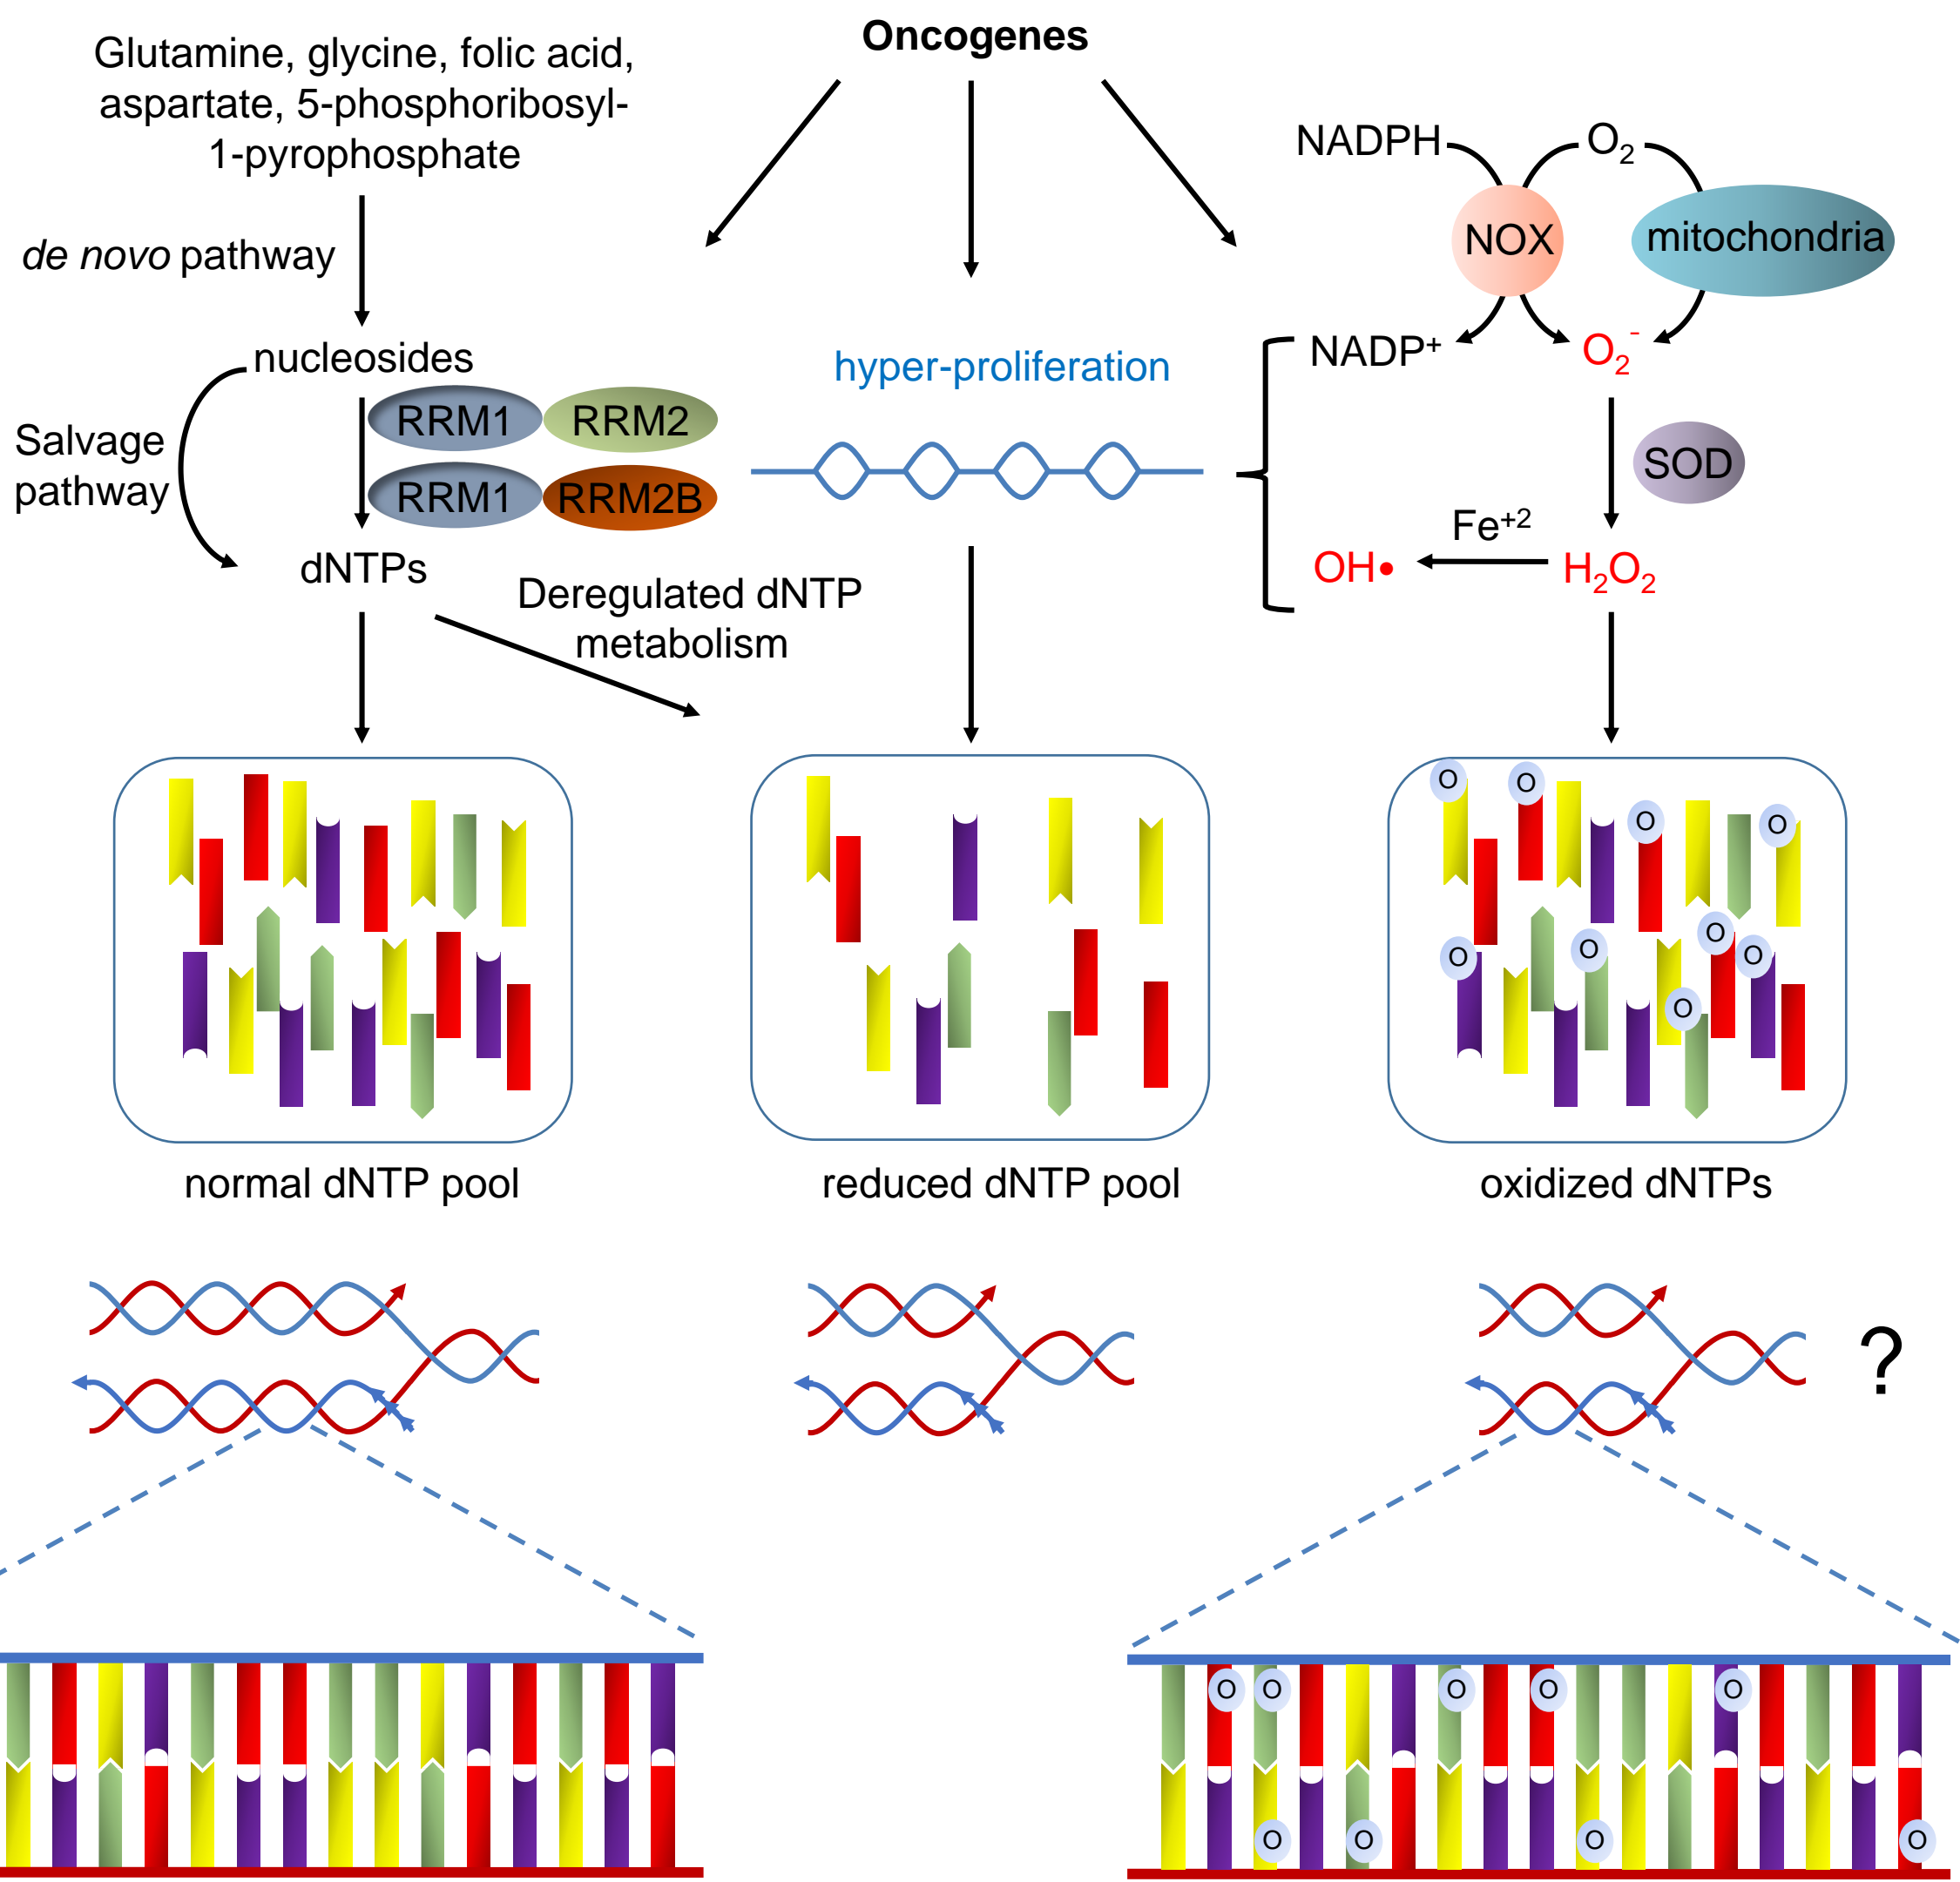 Oncogenes
Glutamine, glycine, folic acid,
aspartate, 5-phosphoribosyl-
1-pyrophosphate
de novo pathway
nucleosides
RRM1 RRM2
RRM1 RRM2B
Salvage
pathway
dNTPs
Deregulated dNTP
metabolism
hyper-proliferation
NADPH O2
NOX mitochondria
NADP+ O2-
SOD
Fe+2
OH• H2O2
O O O O
O O O O
O
normal dNTP pool
reduced dNTP pool
oxidized dNTPs
?
O O O O O
O O O O